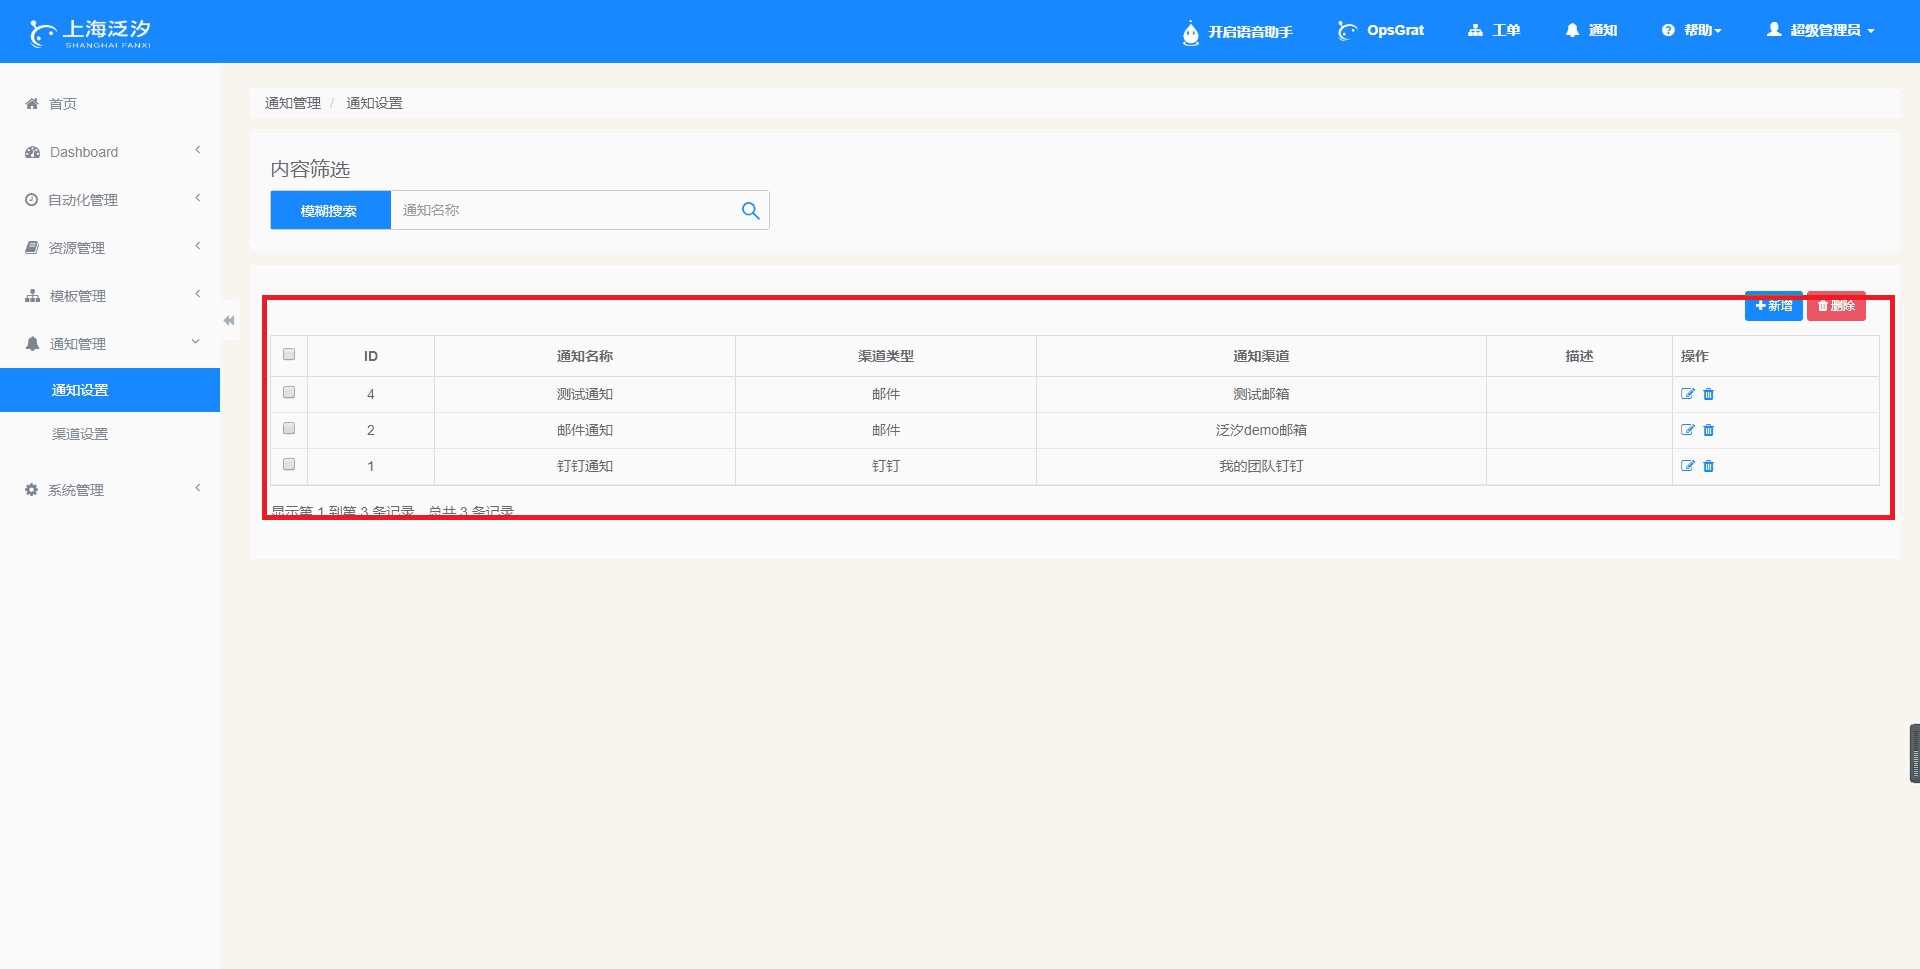 上海泛汐
SHANGHAI FANXI
开启语音助手 OpsGrat 工单 通知 帮助 超级管理员
首页
Dashboard
自动化管理
资源管理
模板管理
通知管理
通知设置
渠道设置
系统管理
通知管理 / 通知设置
内容筛选
模糊搜索 通知名称
新增 删除
ID 通知名称 渠道类型 通知渠道 描述 操作
4 测试通知 邮件 测试邮箱
2 邮件通知 邮件 泛汐demo邮箱
1 钉钉通知 钉钉 我的团队钉钉
显示第 1 到第 3 条记录，总共 3 条记录